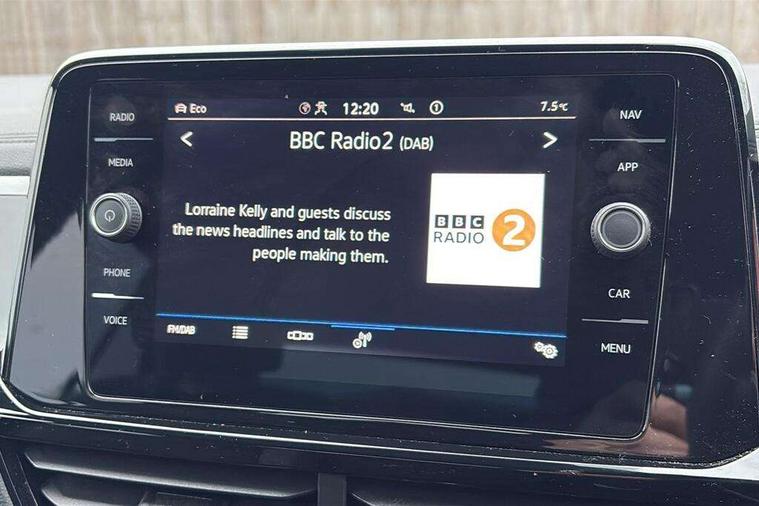 RADIO
MEDIA
PHONE
VOICE
Eco
12:20
1
7.5°C
< BBC Radio2 (DAB) >
Lorraine Kelly and guests discuss
the news headlines and talk to the
people making them.
BBC
RADIO
2
FM/DAB
NAV
APP
CAR
MENU